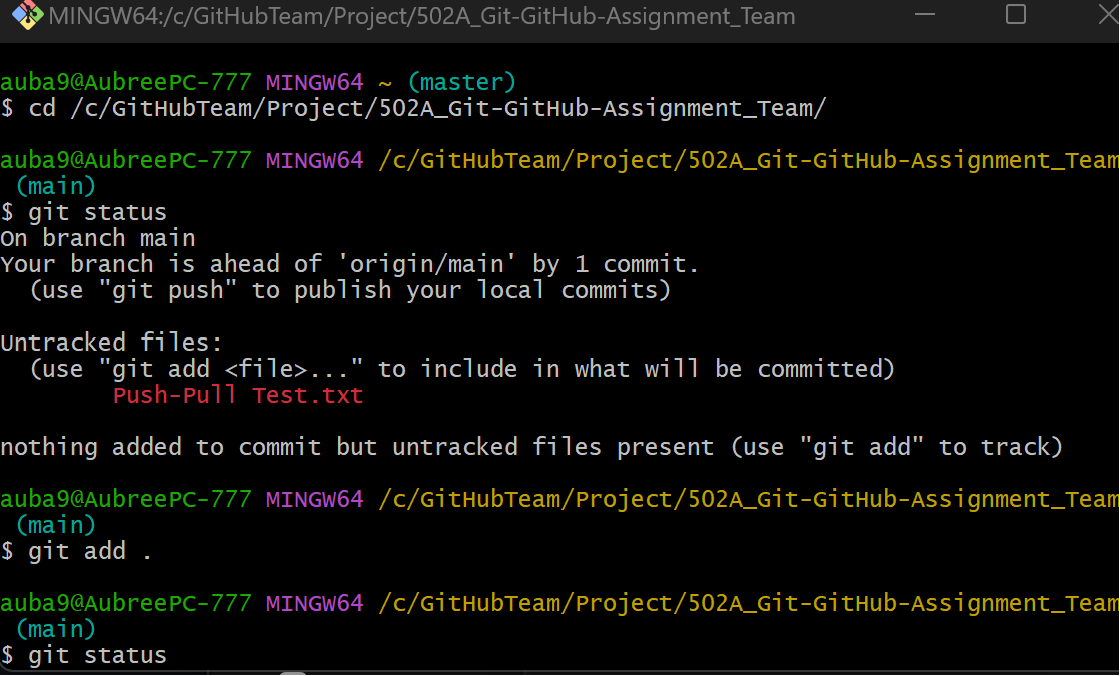 MINGW64:/c/GitHubTeam/Project/502A_Git-GitHub-Assignment_Team
auba9@AubreePC-777 MINGW64 ~ (master)
$ cd /c/GitHubTeam/Project/502A_Git-GitHub-Assignment_Team/
auba9@AubreePC-777 MINGW64 /c/GitHubTeam/Project/502A_Git-GitHub-Assignment_Team
(main)
$ git status
On branch main
Your branch is ahead of 'origin/main' by 1 commit.
(use "git push" to publish your local commits)
Untracked files:
(use "git add <file>..." to include in what will be committed)
Push-Pull Test.txt
nothing added to commit but untracked files present (use "git add" to track)
auba9@AubreePC-777 MINGW64 /c/GitHubTeam/Project/502A_Git-GitHub-Assignment_Team
(main)
$ git add .
auba9@AubreePC-777 MINGW64 /c/GitHubTeam/Project/502A_Git-GitHub-Assignment_Team
(main)
$ git status